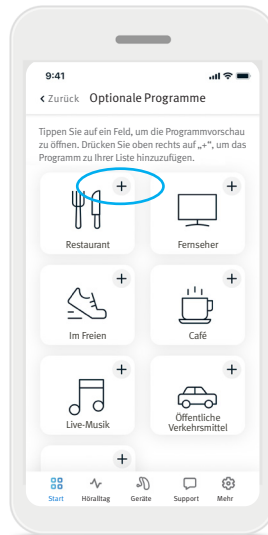 9:41
Zurück Optionale Programme
Tippen Sie auf ein Feld, um die Programmvorschau
zu öffnen. Drücken Sie oben rechts auf „+“, um das
Programm zu Ihrer Liste hinzuzufügen.
+ +
Restaurant Fernseher
+ +
Im Freien Café
+ +
Live-Musik Öffentliche
Verkehrsmittel
+
Start Höralltag Geräte Support Mehr